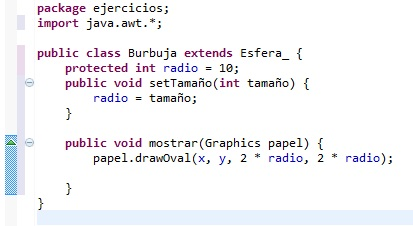 package ejercicios;
import java.awt.*;
public class Burbuja extends Esfera_ {
protected int radio = 10;
public void setTamaño(int tamaño) {
radio = tamaño;
}
public void mostrar(Graphics papel) {
papel.drawOval(x, y, 2 * radio, 2 * radio);
}
}